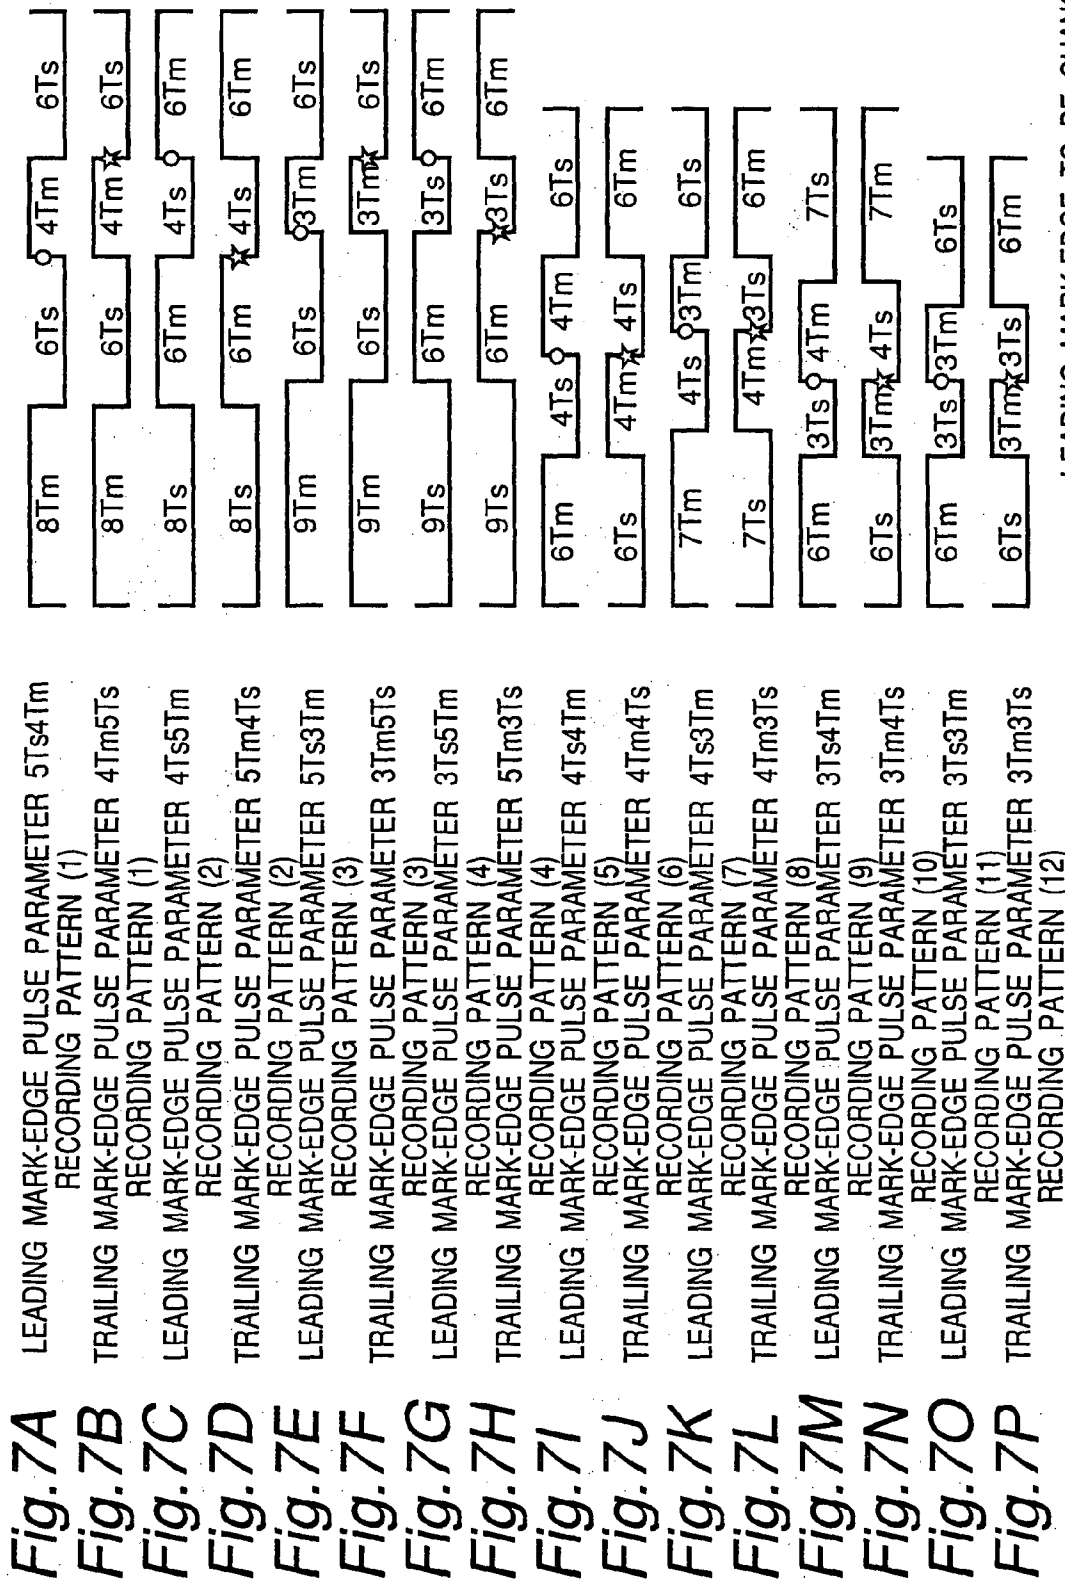 Fig.7A LEADING MARK-EDGE PULSE PARAMETER 5Ts4Tm 8Tm 6Ts 4Tm 6Ts
RECORDING PATTERN (1)
Fig.7B TRAILING MARK-EDGE PULSE PARAMETER 4Tm5Ts 8Tm 6Ts 4Tm 6Ts
RECORDING PATTERN (1)
Fig.7C LEADING MARK-EDGE PULSE PARAMETER 4Ts5Tm 8Ts 6Tm 4Ts 6Tm
RECORDING PATTERN (2)
Fig.7D TRAILING MARK-EDGE PULSE PARAMETER 5Tm4Ts 8Ts 6Tm 4Ts 6Tm
RECORDING PATTERN (2)
Fig.7E LEADING MARK-EDGE PULSE PARAMETER 5Ts3Tm 9Tm 6Ts 3Tm 6Ts
RECORDING PATTERN (3)
Fig.7F TRAILING MARK-EDGE PULSE PARAMETER 3Tm5Ts 9Tm 6Ts 3Tm 6Ts
RECORDING PATTERN (3)
Fig.7G LEADING MARK-EDGE PULSE PARAMETER 3Ts5Tm 9Ts 6Tm 3Ts 6Tm
RECORDING PATTERN (4
Fig.7H TRAILING MARK-EDGE PULSE PARAMETER 5Tm3Ts 9Ts 6Tm 3Ts 6Tm
RECORDING PATTERN (4)
Fig.7I LEADING MARK-EDGE PULSE PARAMETER 4Ts4Tm 6Tm 4Ts 4Tm 6Ts
RECORDING PATTERN (5)
Fig.7J TRAILING MARK-EDGE PULSE PARAMETER 4Tm4Ts 6Ts 4Tm 4Ts 6Tm
RECORDING PATTERN (6)
Fig.7K LEADING MARK-EDGE PULSE PARAMETER 4Ts3Tm 7Tm 4Ts 3Tm 6Ts
RECORDING PATTERN (7)
Fig.7L TRAILING MARK-EDGE PULSE PARAMETER 4Tm3Ts 7Ts 4Tm 3Ts 6Tm
RECORDING PATTERN (8)
Fig.7M LEADING MARK-EDGE PULSE PARAMETER 3Ts4Tm 6Tm 3Ts 4Tm 7Ts
RECORDING PATTERN (9)
Fig.7N TRAILING MARK-EDGE PULSE PARAMETER 3Tm4Ts 6Ts 3Tm 4Ts 7Tm
RECORDING PATTERN (10)
Fig.7O LEADING MARK-EDGE PULSE PARAMETER 3Ts3Tm 6Tm 3Ts 3Tm 6Ts
RECORDING PATTERN (11)
Fig.7P TRAILING MARK-EDGE PULSE PARAMETER 3Tm3Ts 6Ts 3Tm 3Ts 6Tm
RECORDING PATTERN (12)
LEADING MARK-EDGE TO BE